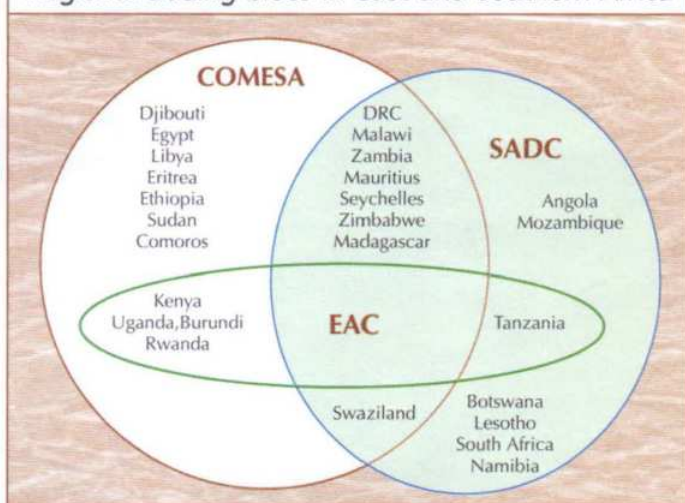 COMESA
Djibouti
Egypt
Libya
Eritrea
Ethiopia
Sudan
Comoros
DRC
Malawi
Zambia
Mauritius
Seychelles
Zimbabwe
Madagascar
SADC
Angola
Mozambique
Kenya
Uganda,Burundi
Rwanda
EAC
Tanzania
Swaziland
Botswana
Lesotho
South Africa
Namibia